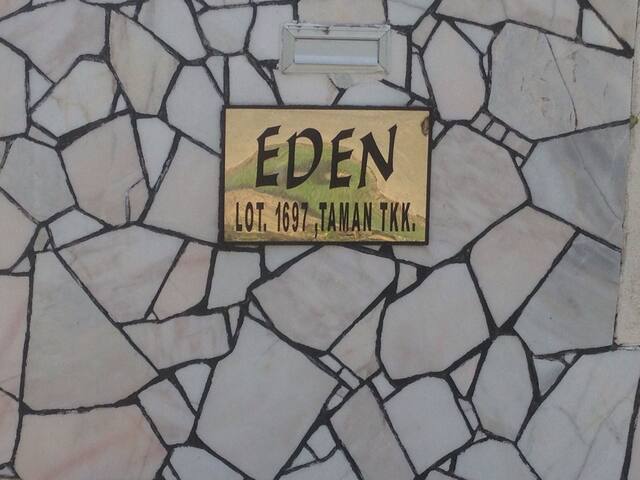 EDEN
LOT. 1697, TAMAN TKK.